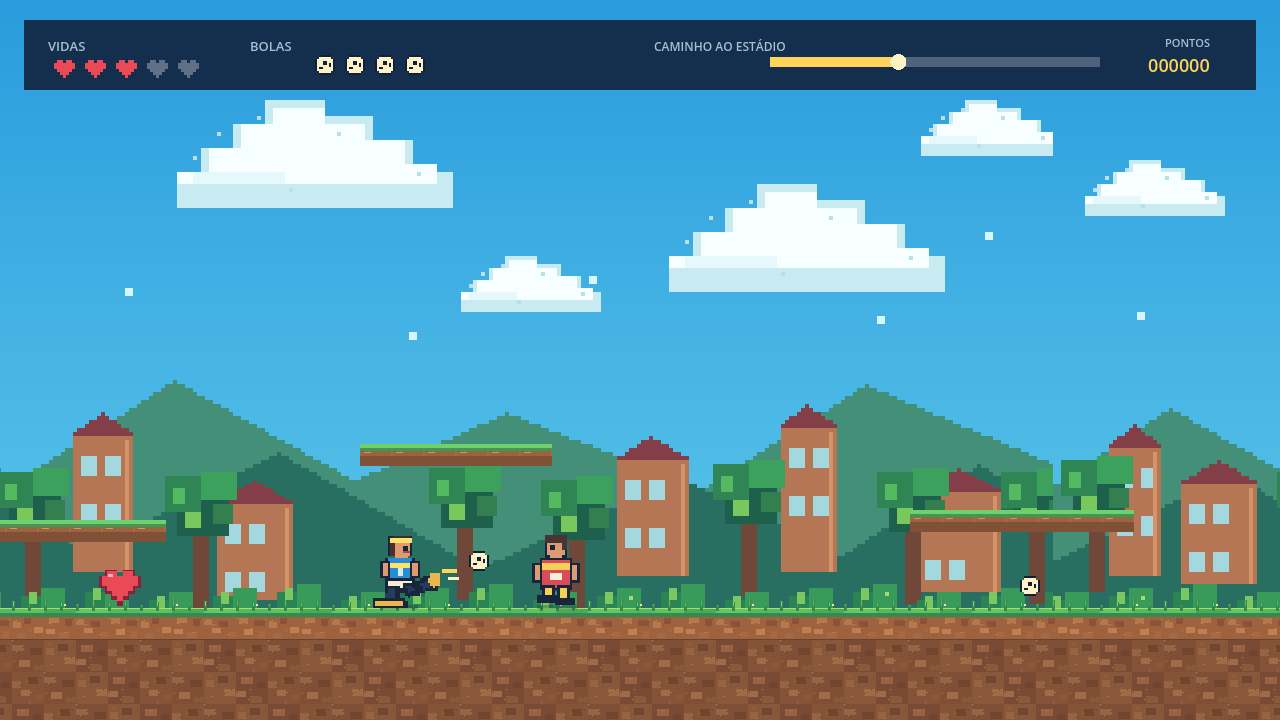 VIDAS
BOLAS
CAMINHO AO ESTÁDIO
PONTOS
000000